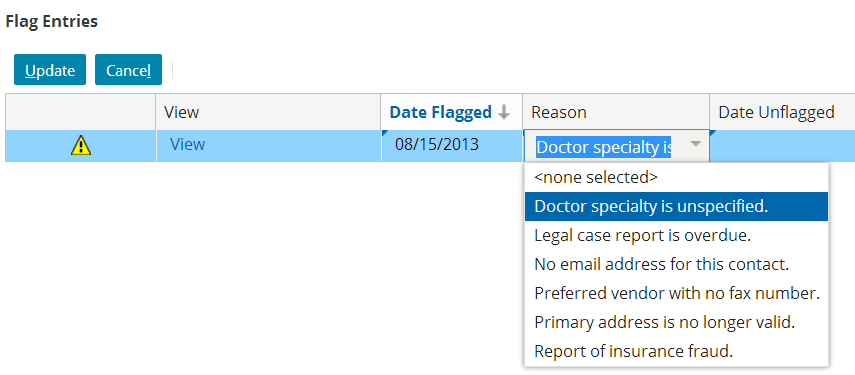 Flag Entries
Update Cancel
View Date Flagged Reason Date Unflagged
View 08/15/2013 Doctor specialty is
<none selected>
Doctor specialty is unspecified.
Legal case report is overdue.
No email address for this contact.
Preferred vendor with no fax number.
Primary address is no longer valid.
Report of insurance fraud.